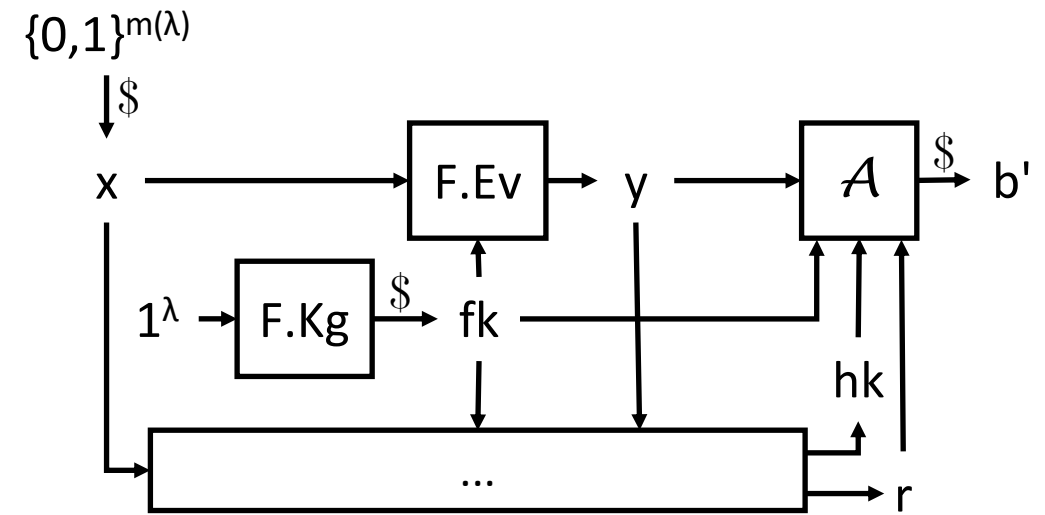 {0,1}^m(λ)
$
x F.Ev y 𝒜 $ b'
1^λ F.Kg $ fk
hk
...
r